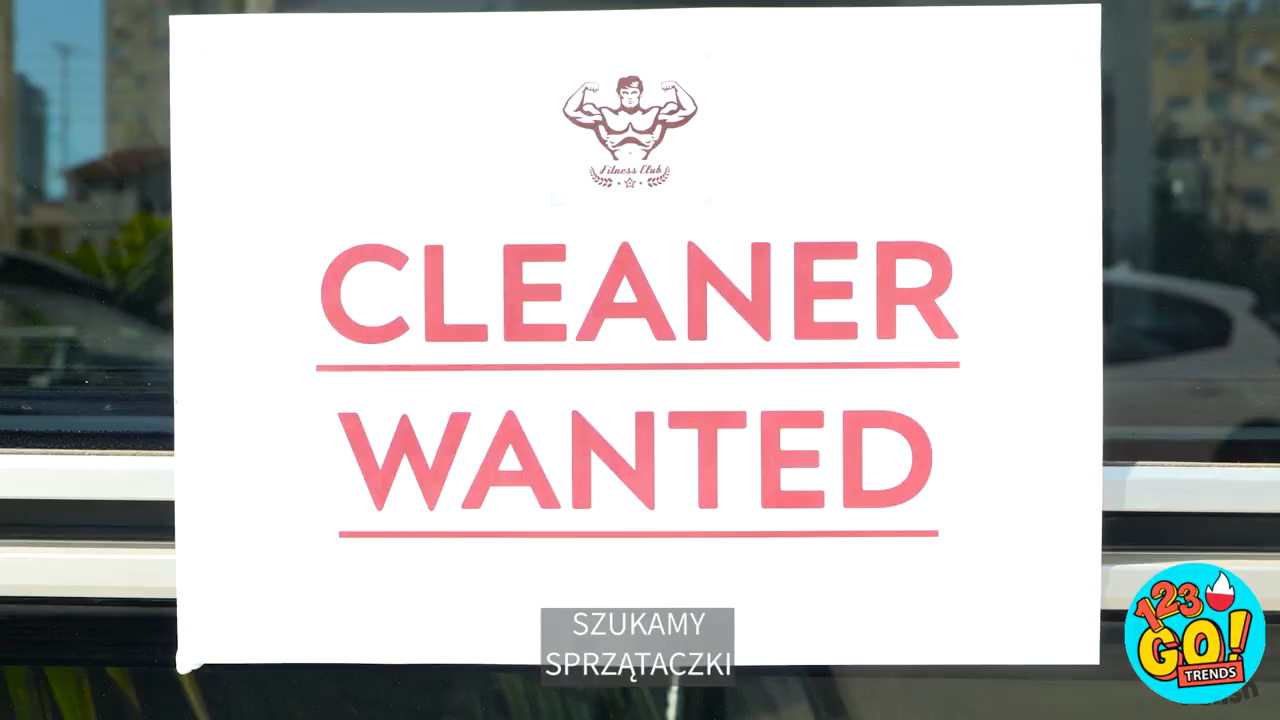 Fitness Club
CLEANER
WANTED
SZUKAMY
SPRZĄTACZKI
123
GO!
TRENDS